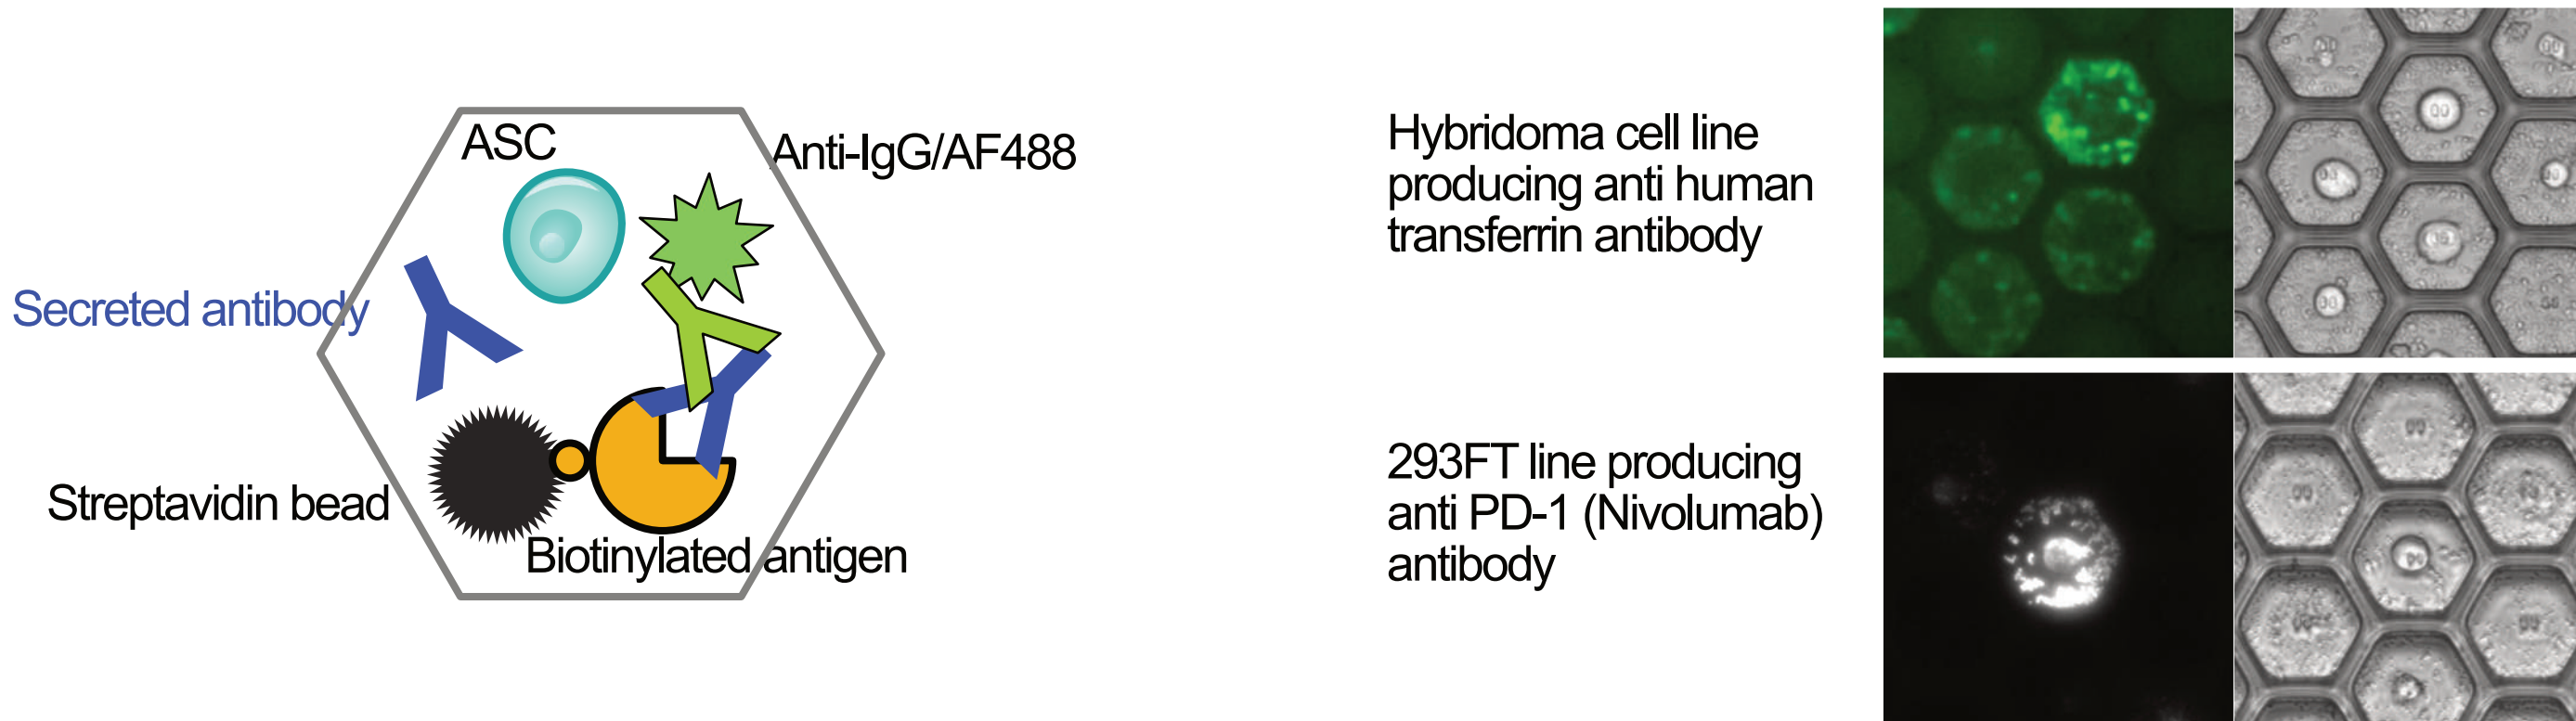 ASC
Anti-IgG/AF488
Secreted antibody
Streptavidin bead
Biotinylated antigen
Hybridoma cell line
producing anti human
transferrin antibody
293FT line producing
anti PD-1 (Nivolumab)
antibody